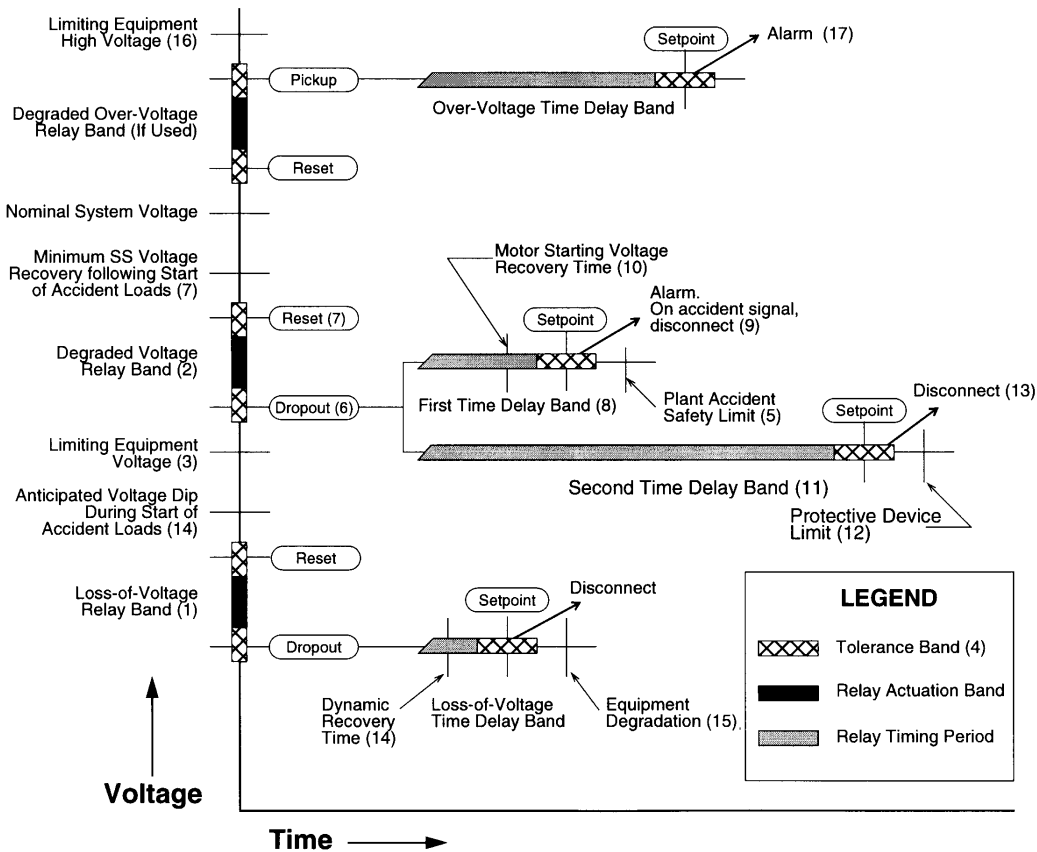 Limiting Equipment
High Voltage (16)
Setpoint
Alarm (17)
Pickup
Over-Voltage Time Delay Band
Degraded Over-Voltage
Relay Band (If Used)
Reset
Nominal System Voltage
Minimum SS Voltage
Recovery following Start
of Accident Loads (7)
Motor Starting Voltage
Recovery Time (10)
Alarm.
On accident signal,
disconnect (9)
Reset (7)
Setpoint
Degraded Voltage
Relay Band (2)
Dropout (6)
First Time Delay Band (8)
Plant Accident
Safety Limit (5)
Disconnect (13)
Setpoint
Limiting Equipment
Voltage (3)
Second Time Delay Band (11)
Anticipated Voltage Dip
During Start of
Accident Loads (14)
Protective Device
Limit (12)
Reset
Loss-of-Voltage
Relay Band (1)
Setpoint
Disconnect
Dropout
Dynamic
Recovery
Time (14)
Loss-of-Voltage
Time Delay Band
Equipment
Degradation (15)
LEGEND
Tolerance Band (4)
Relay Actuation Band
Relay Timing Period
Voltage
Time